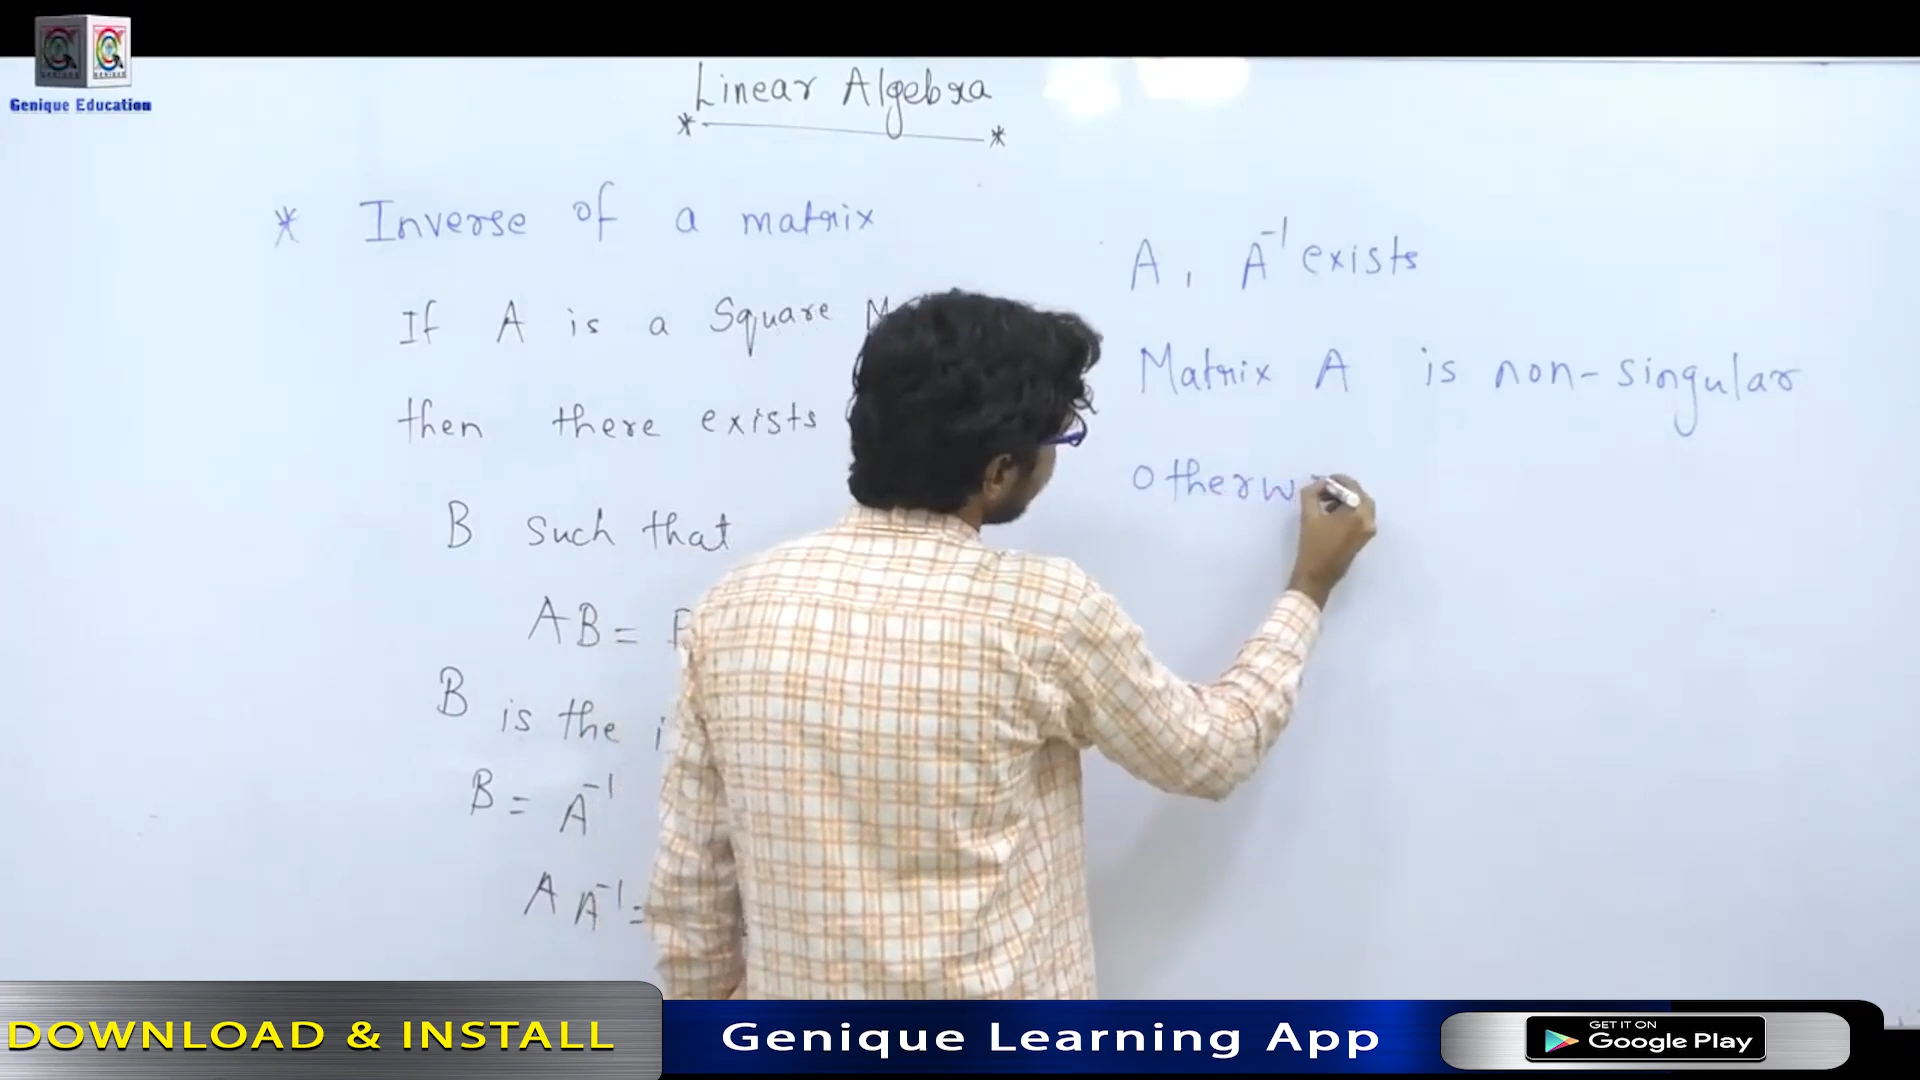 Genique Education
Linear Algebra
* *
* Inverse of a matrix
If A is a Square
then there exists
B such that
AB =
B is the
B = A⁻¹
A A⁻¹ =
A, A⁻¹ exists
Matrix A is non-singular
otherw
DOWNLOAD & INSTALL
Genique Learning App
GET IT ON
Google Play